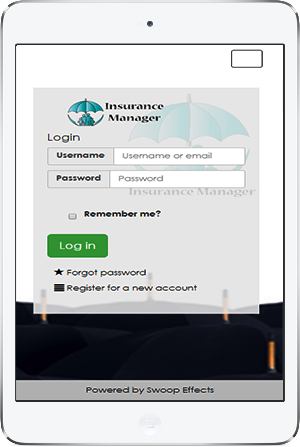 Insurance
Manager
Login
Username Username or email
Password Password
Insurance Manager
Remember me?
Log in
Forgot password
Register for a new account
Powered by Swoop Effects